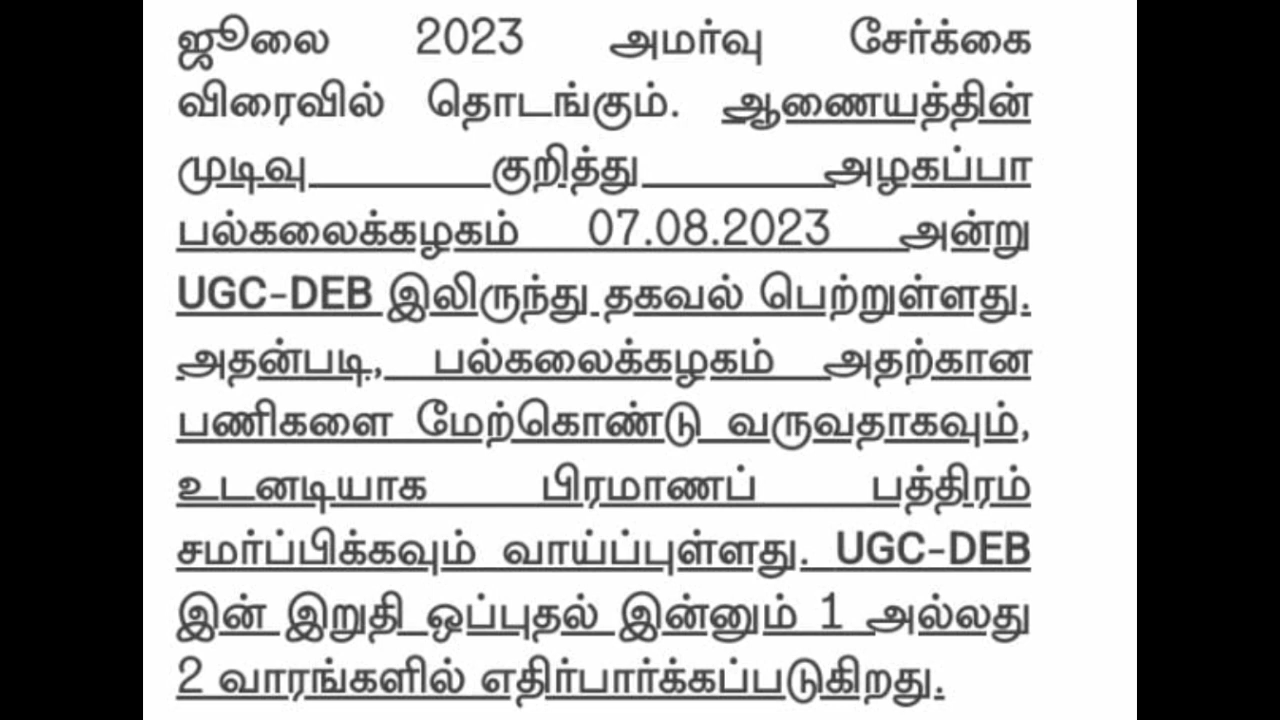 ஜூலை 2023 அமர்வு சேர்க்கை
விரைவில் தொடங்கும். ஆணையத்தின்
முடிவு குறித்து அழகப்பா
பல்கலைக்கழகம் 07.08.2023 அன்று
UGC-DEB இலிருந்து தகவல் பெற்றுள்ளது.
அதன்படி, பல்கலைக்கழகம் அதற்கான
பணிகளை மேற்கொண்டு வருவதாகவும்,
உடனடியாக பிரமாணப் பத்திரம்
சமர்ப்பிக்கவும் வாய்ப்புள்ளது. UGC-DEB
இன் இறுதி ஒப்புதல் இன்னும் 1 அல்லது
2 வாரங்களில் எதிர்பார்க்கப்படுகிறது.